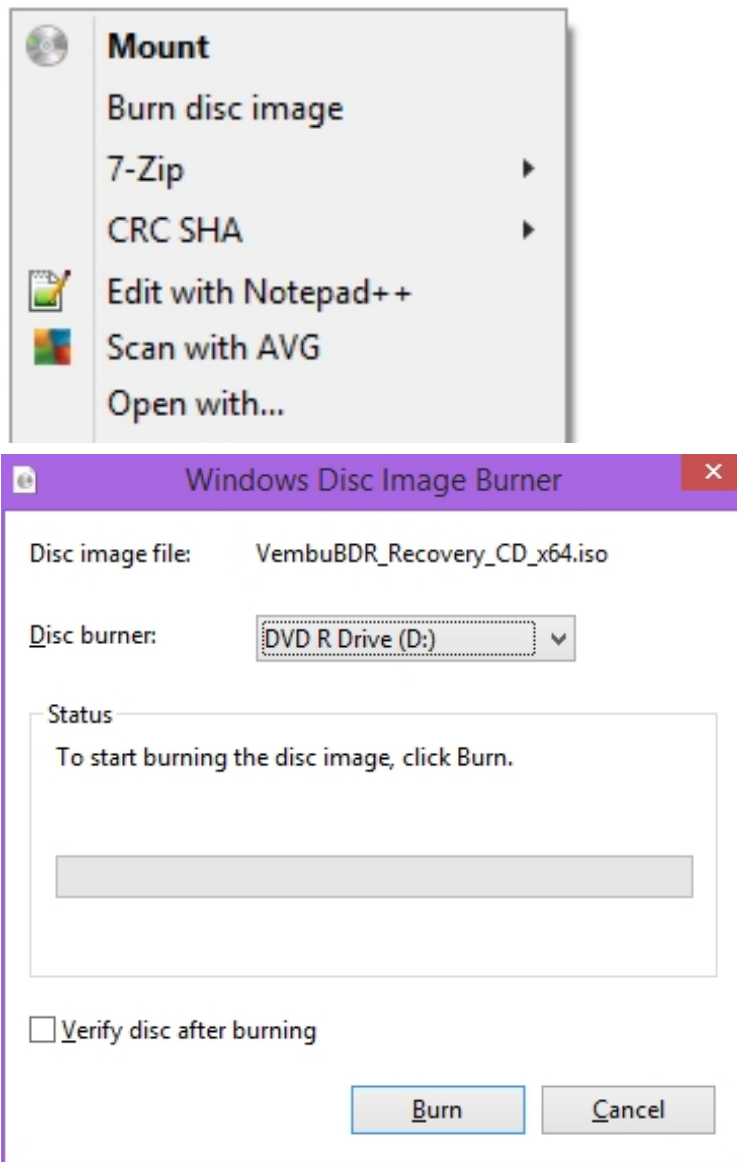 Mount
Burn disc image
7-Zip
CRC SHA
Edit with Notepad++
Scan with AVG
Open with...
Windows Disc Image Burner
Disc image file: VembuBDR_Recovery_CD_x64.iso
Disc burner: DVD R Drive (D:)
Status
To start burning the disc image, click Burn.
Verify disc after burning
Burn Cancel